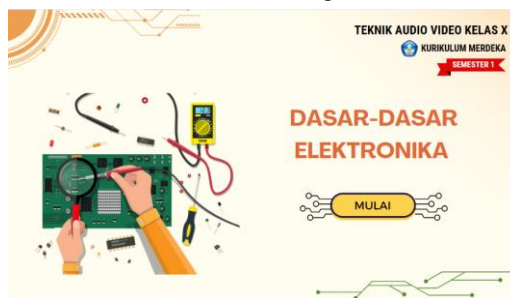 TEKNIK AUDIO VIDEO KELAS X
KURIKULUM MERDEKA
SEMESTER 1
DASAR-DASAR
ELEKTRONIKA
MULAI